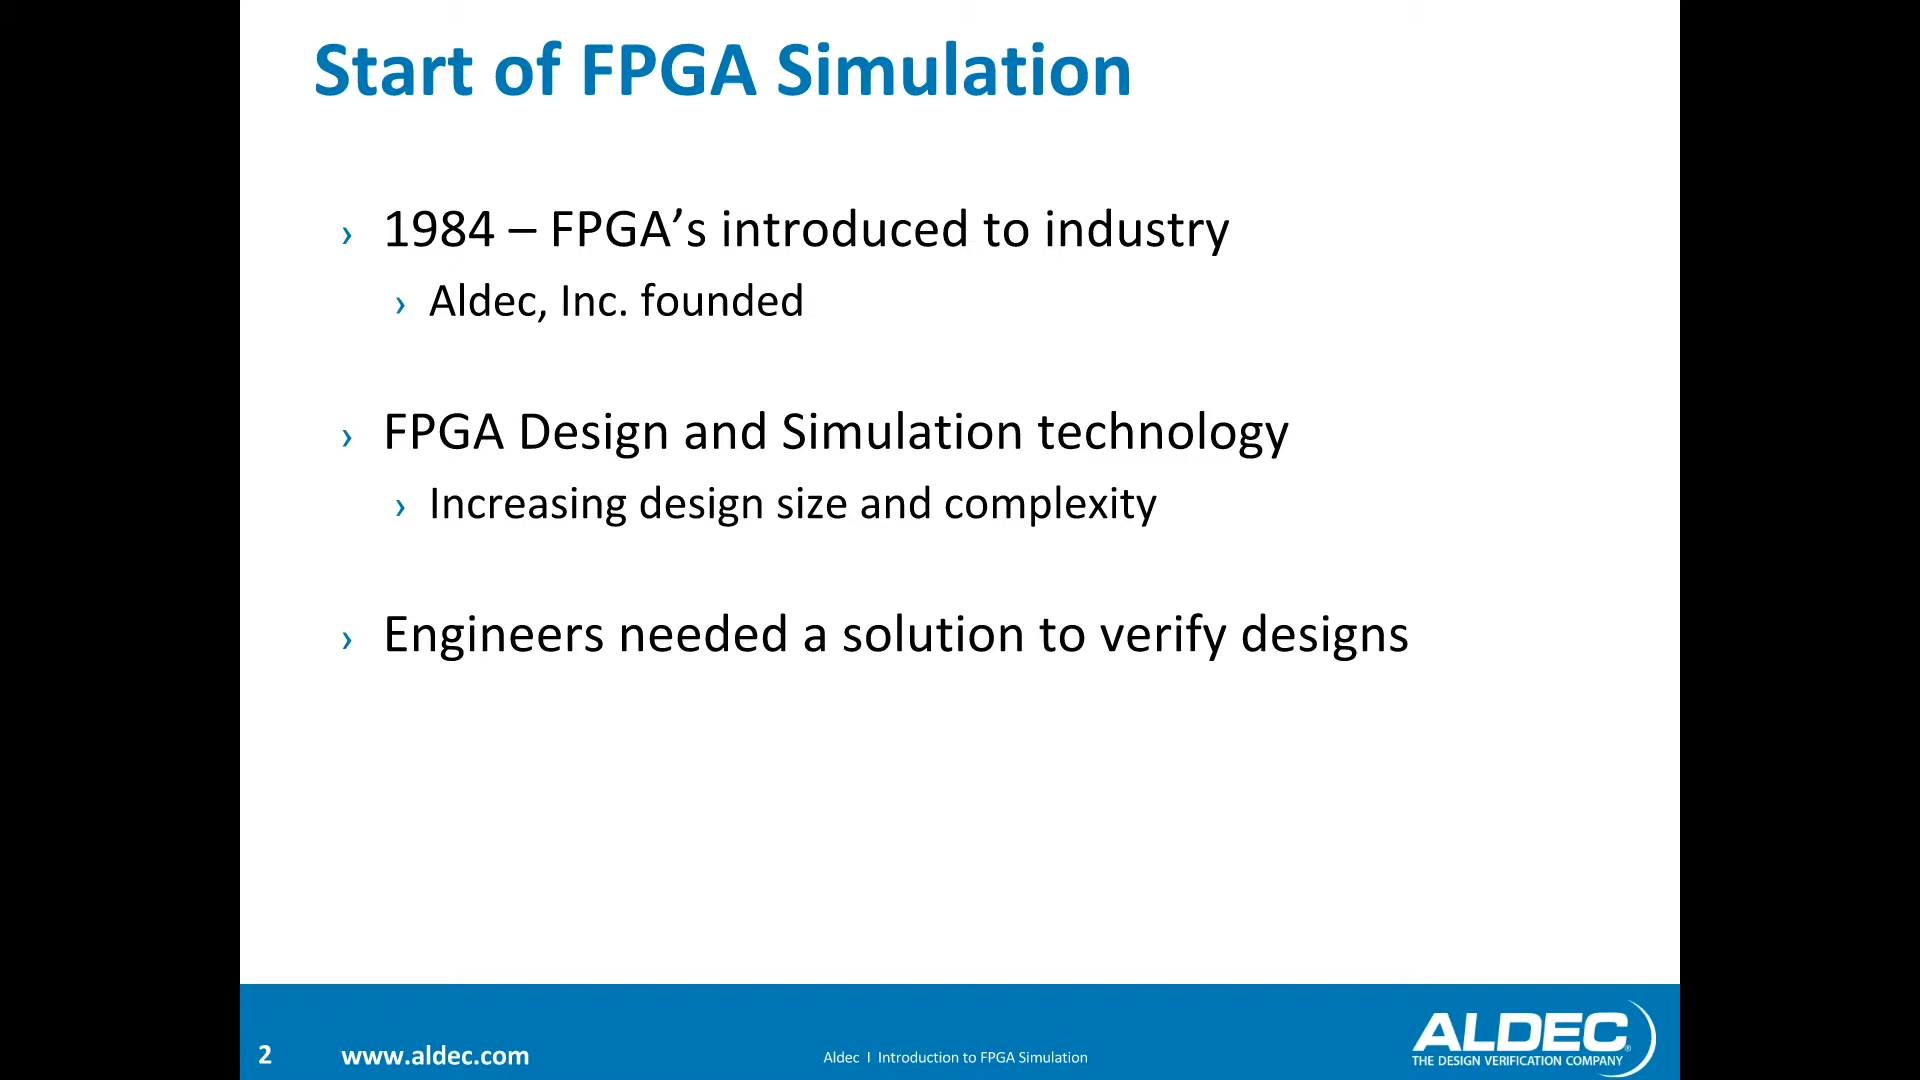 Start of FPGA Simulation
› 1984 – FPGA’s introduced to industry
› Aldec, Inc. founded
› FPGA Design and Simulation technology
› Increasing design size and complexity
› Engineers needed a solution to verify designs
2
www.aldec.com
Aldec I Introduction to FPGA Simulation
ALDEC®
THE DESIGN VERIFICATION COMPANY